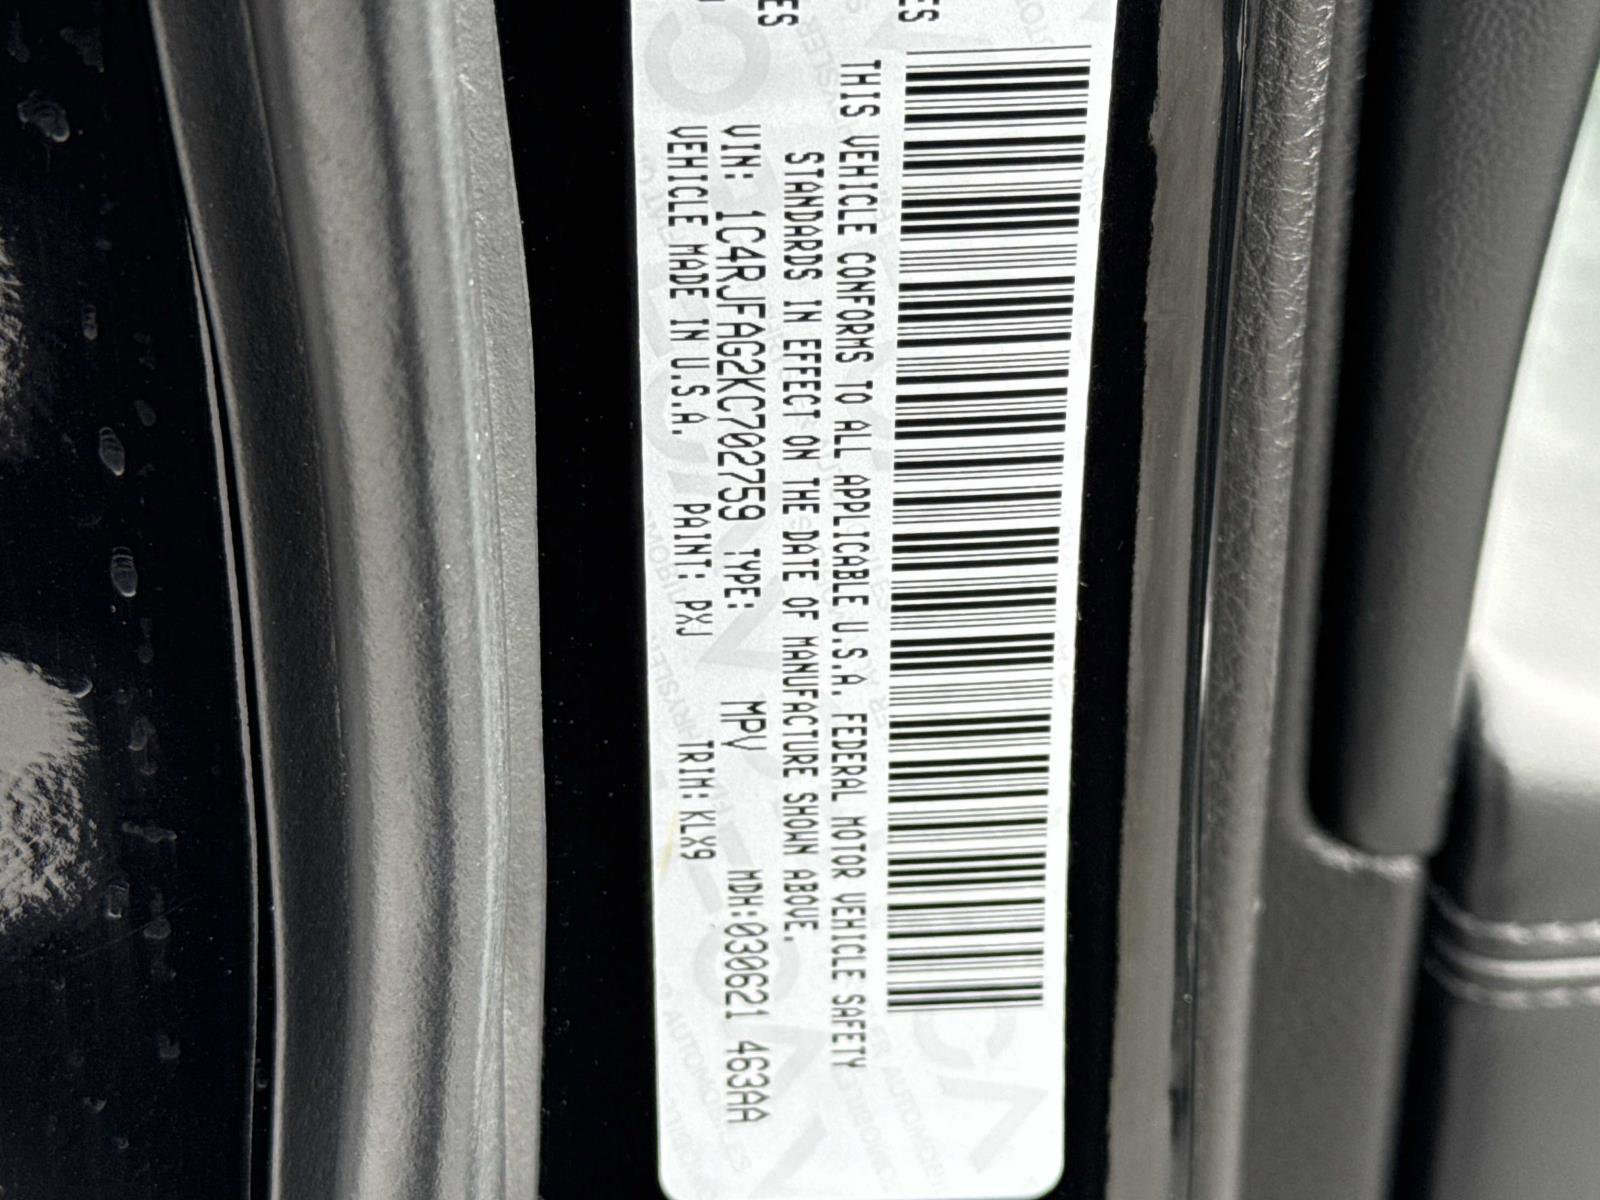 THIS VEHICLE CONFORMS TO ALL APPLICABLE U.S.A. FEDERAL MOTOR VEHICLE SAFETY
STANDARDS IN EFFECT ON THE DATE OF MANUFACTURE SHOWN ABOVE.
VIN: 1C4RJFAG2KC702759 TYPE: MPV MDH:030621 463AA
VEHICLE MADE IN U.S.A. PAINT: PXJ TRIM:KLX9